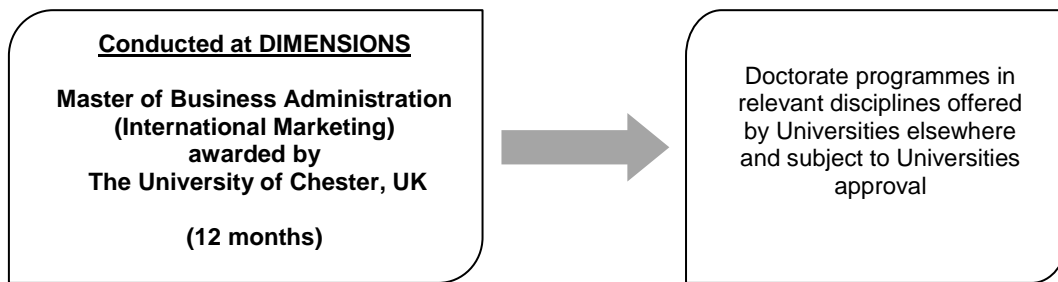 Conducted at DIMENSIONS
Master of Business Administration
(International Marketing)
awarded by
The University of Chester, UK
(12 months)
Doctorate programmes in
relevant disciplines offered
by Universities elsewhere
and subject to Universities
approval